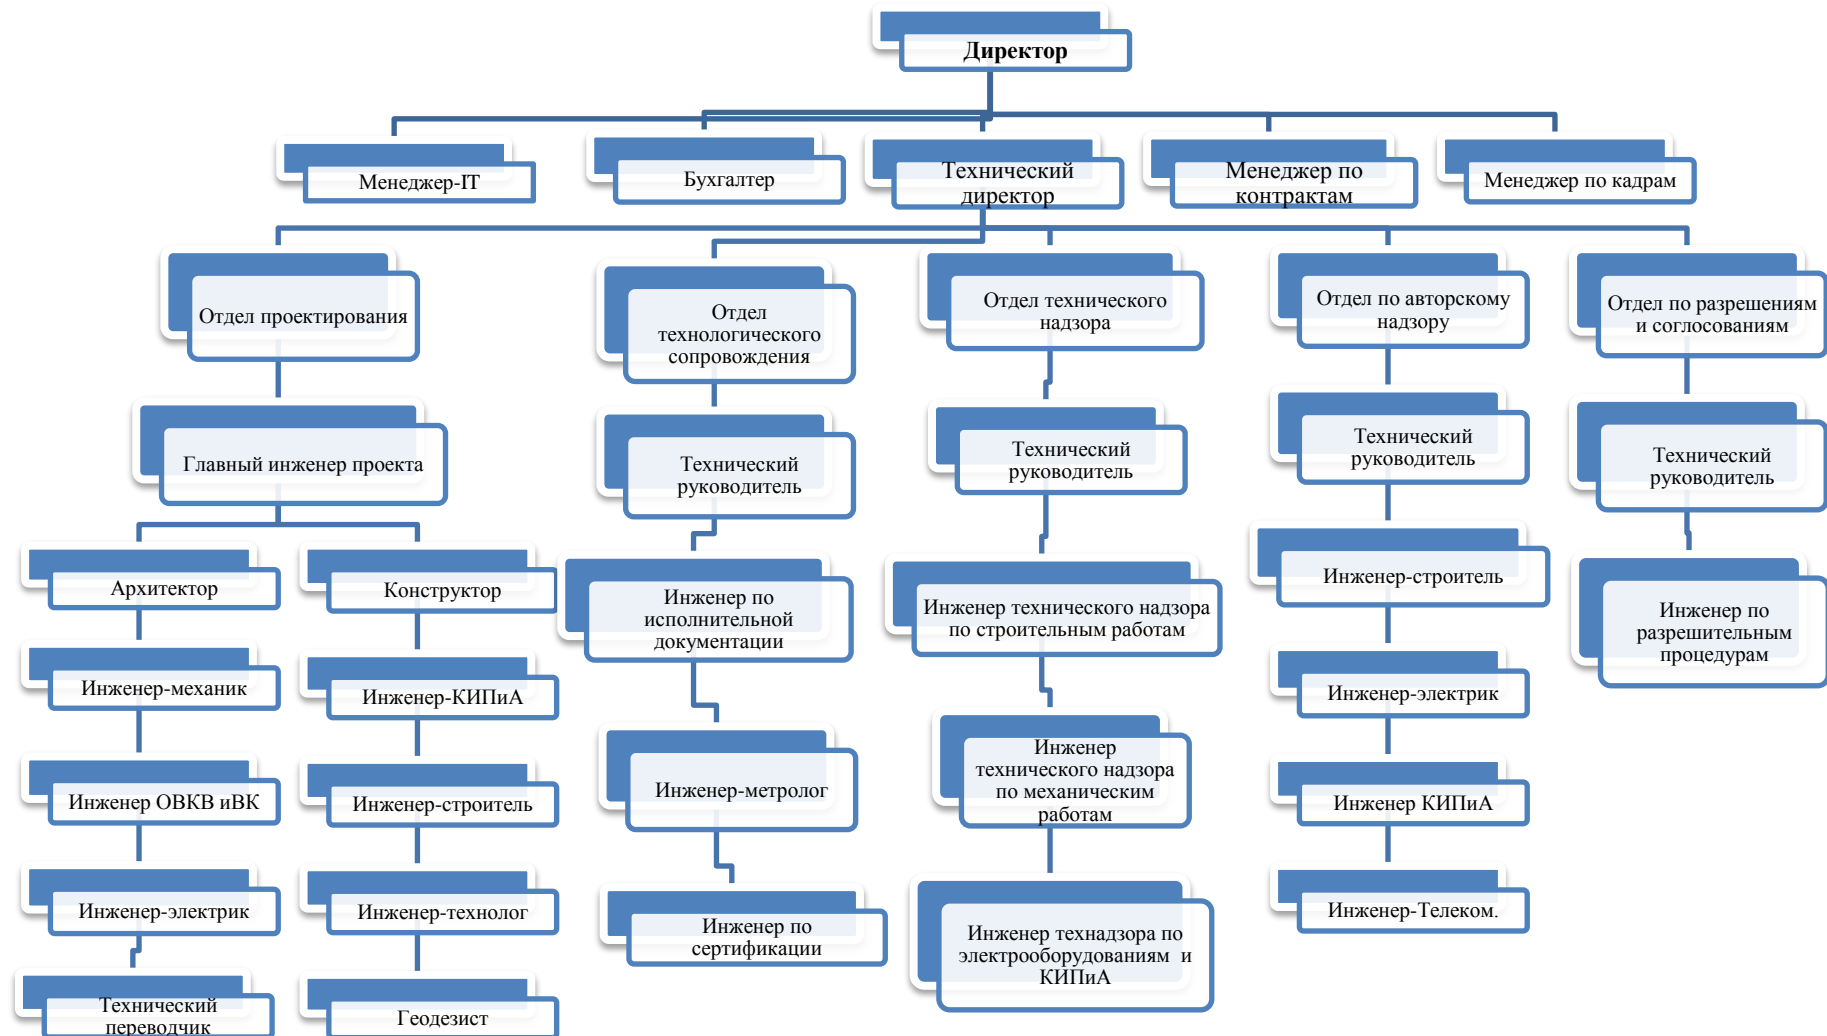 Директор
Менеджер-IT
Бухгалтер
Технический
директор
Менеджер по
контрактам
Менеджер по кадрам
Отдел проектирования
Отдел
технологического
сопровождения
Отдел технического
надзора
Отдел по авторскому
надзору
Отдел по разрешениям
и соглосованиям
Главный инженер проекта
Технический
руководитель
Технический
руководитель
Технический
руководитель
Технический
руководитель
Архитектор
Конструктор
Инженер по
исполнительной
документации
Инженер технического надзора
по строительным работам
Инженер-строитель
Инженер по
разрешительным
процедурам
Инженер-механик
Инженер-КИПиА
Инженер-электрик
Инженер ОВКВ иВК
Инженер-строитель
Инженер-метролог
Инженер
технического надзора
по механическим
работам
Инженер КИПиА
Инженер-электрик
Инженер-технолог
Инженер по
сертификации
Инженер технадзора по
электрооборудованиям и
КИПиА
Инженер-Телеком.
Технический
переводчик
Геодезист